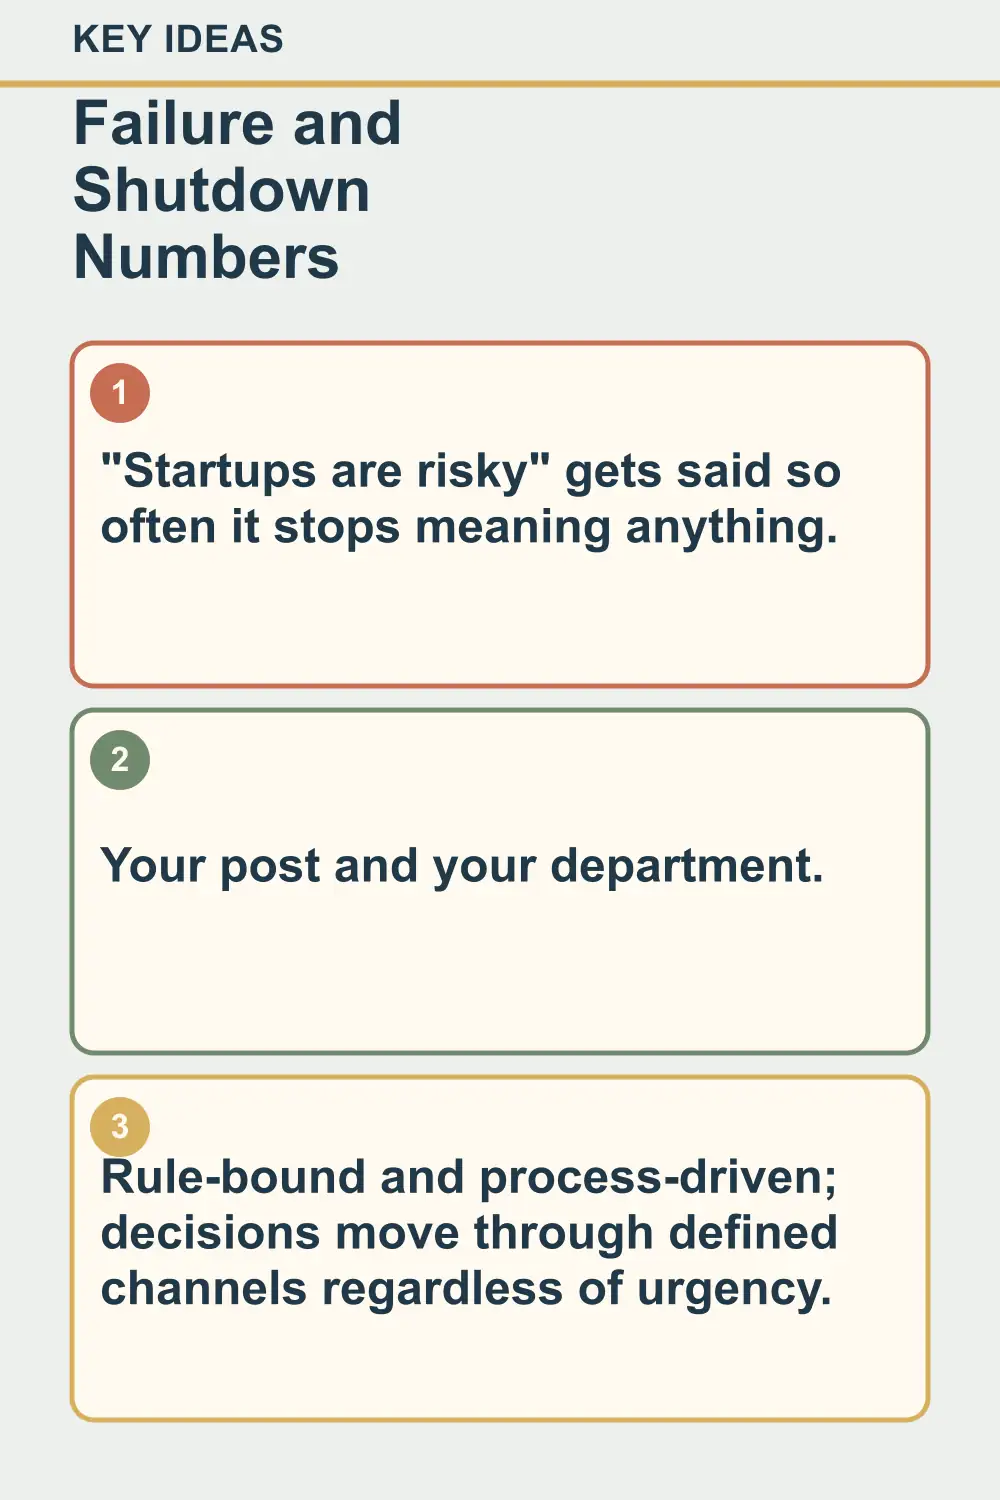 KEY IDEAS
Failure and
Shutdown
Numbers
1
"Startups are risky" gets said so
often it stops meaning anything.
2
Your post and your department.
3
Rule-bound and process-driven;
decisions move through defined
channels regardless of urgency.